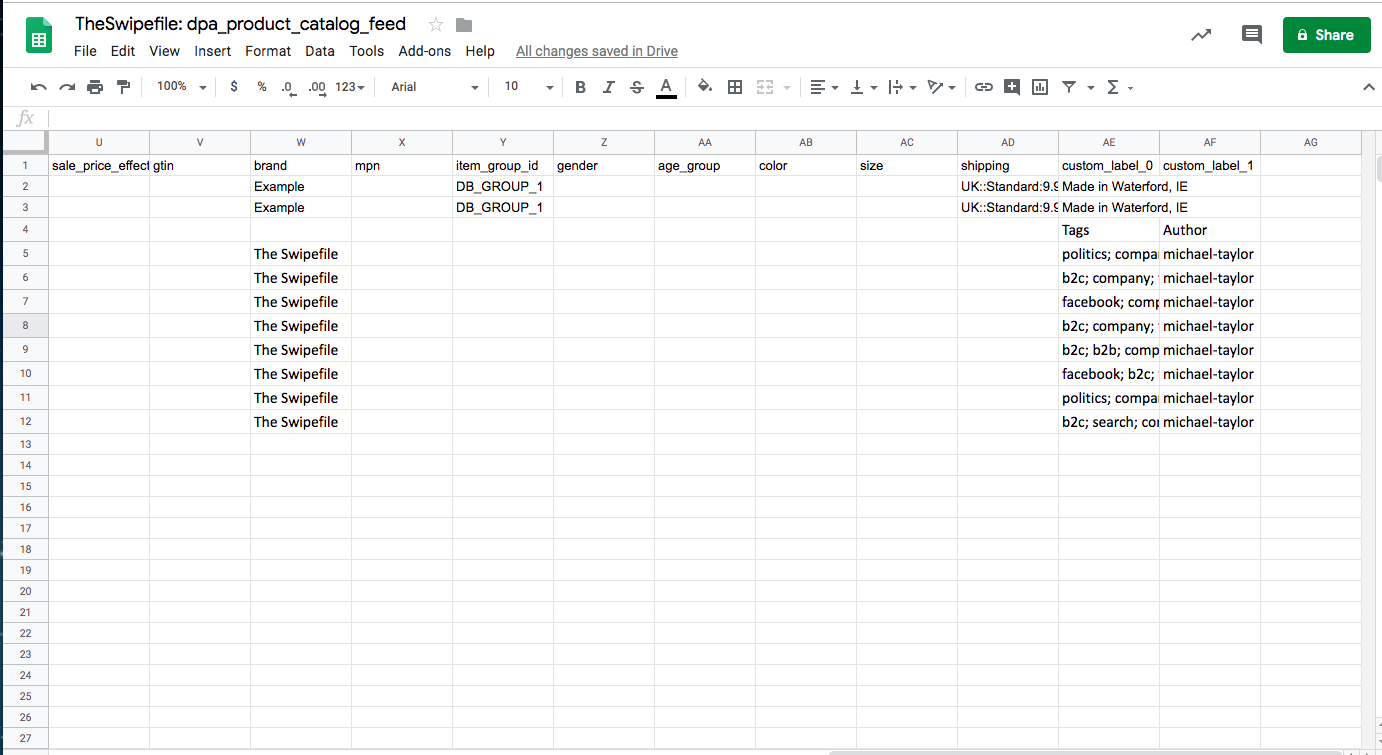 TheSwipefile: dpa_product_catalog_feed
Share
File Edit View Insert Format Data Tools Add-ons Help All changes saved in Drive
100% $ % .0 .00 123 Arial 10 B I S A Σ
fx
U V W X Y Z AA AB AC AD AE AF AG
1 sale_price_effect gtin brand mpn item_group_id gender age_group color size shipping custom_label_0 custom_label_1
2 Example DB_GROUP_1 UK::Standard:9.9 Made in Waterford, IE
3 Example DB_GROUP_1 UK::Standard:9.9 Made in Waterford, IE
4 Tags Author
5 The Swipefile politics; compa michael-taylor
6 The Swipefile b2c; company; michael-taylor
7 The Swipefile facebook; comp michael-taylor
8 The Swipefile b2c; company; michael-taylor
9 The Swipefile b2c; b2b; comp michael-taylor
10 The Swipefile facebook; b2c; michael-taylor
11 The Swipefile politics; compa michael-taylor
12 The Swipefile b2c; search; co michael-taylor
13
14
15
16
17
18
19
20
21
22
23
24
25
26
27